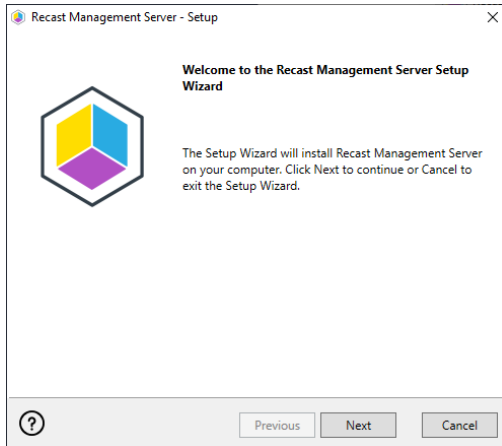 Recast Management Server - Setup
Welcome to the Recast Management Server Setup
Wizard
The Setup Wizard will install Recast Management Server
on your computer. Click Next to continue or Cancel to
exit the Setup Wizard.
?
Previous
Next
Cancel